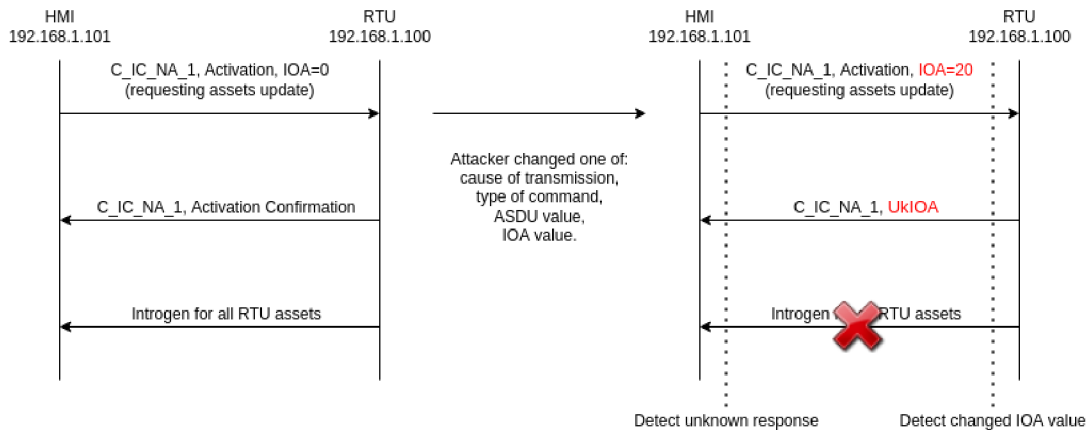 HMI
192.168.1.101
RTU
192.168.1.100
C_IC_NA_1, Activation, IOA=0
(requesting assets update)
C_IC_NA_1, Activation Confirmation
Introgen for all RTU assets
Attacker changed one of:
cause of transmission,
type of command,
ASDU value,
IOA value.
HMI
192.168.1.101
RTU
192.168.1.100
C_IC_NA_1, Activation, IOA=20
(requesting assets update)
C_IC_NA_1, UkIOA
Introgen RTU assets
Detect unknown response
Detect changed IOA value